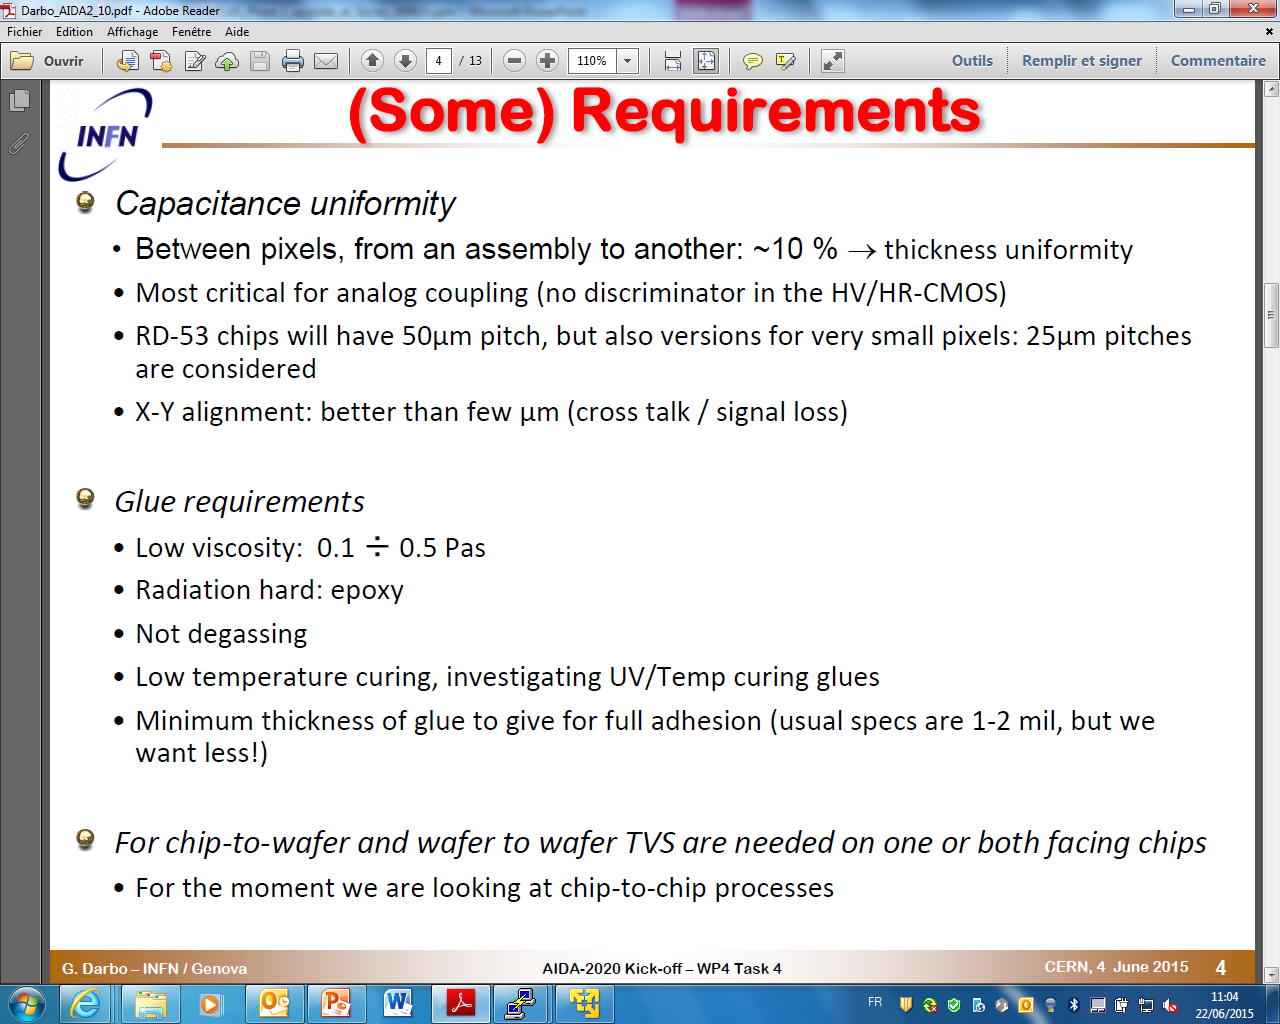 Darbo_AIDA2_10.pdf - Adobe Reader
Fichier Edition Affichage Fenêtre Aide
Ouvrir 4 / 13 110% Outils Remplir et signer Commentaire
INFN
(Some) Requirements
Capacitance uniformity
• Between pixels, from an assembly to another: ~10 % → thickness uniformity
• Most critical for analog coupling (no discriminator in the HV/HR-CMOS)
• RD-53 chips will have 50µm pitch, but also versions for very small pixels: 25µm pitches
are considered
• X-Y alignment: better than few µm (cross talk / signal loss)
Glue requirements
• Low viscosity: 0.1 ÷ 0.5 Pas
• Radiation hard: epoxy
• Not degassing
• Low temperature curing, investigating UV/Temp curing glues
• Minimum thickness of glue to give for full adhesion (usual specs are 1-2 mil, but we
want less!)
For chip-to-wafer and wafer to wafer TVS are needed on one or both facing chips
• For the moment we are looking at chip-to-chip processes
G. Darbo – INFN / Genova AIDA-2020 Kick-off – WP4 Task 4 CERN, 4 June 2015 4
FR 11:04
22/06/2015